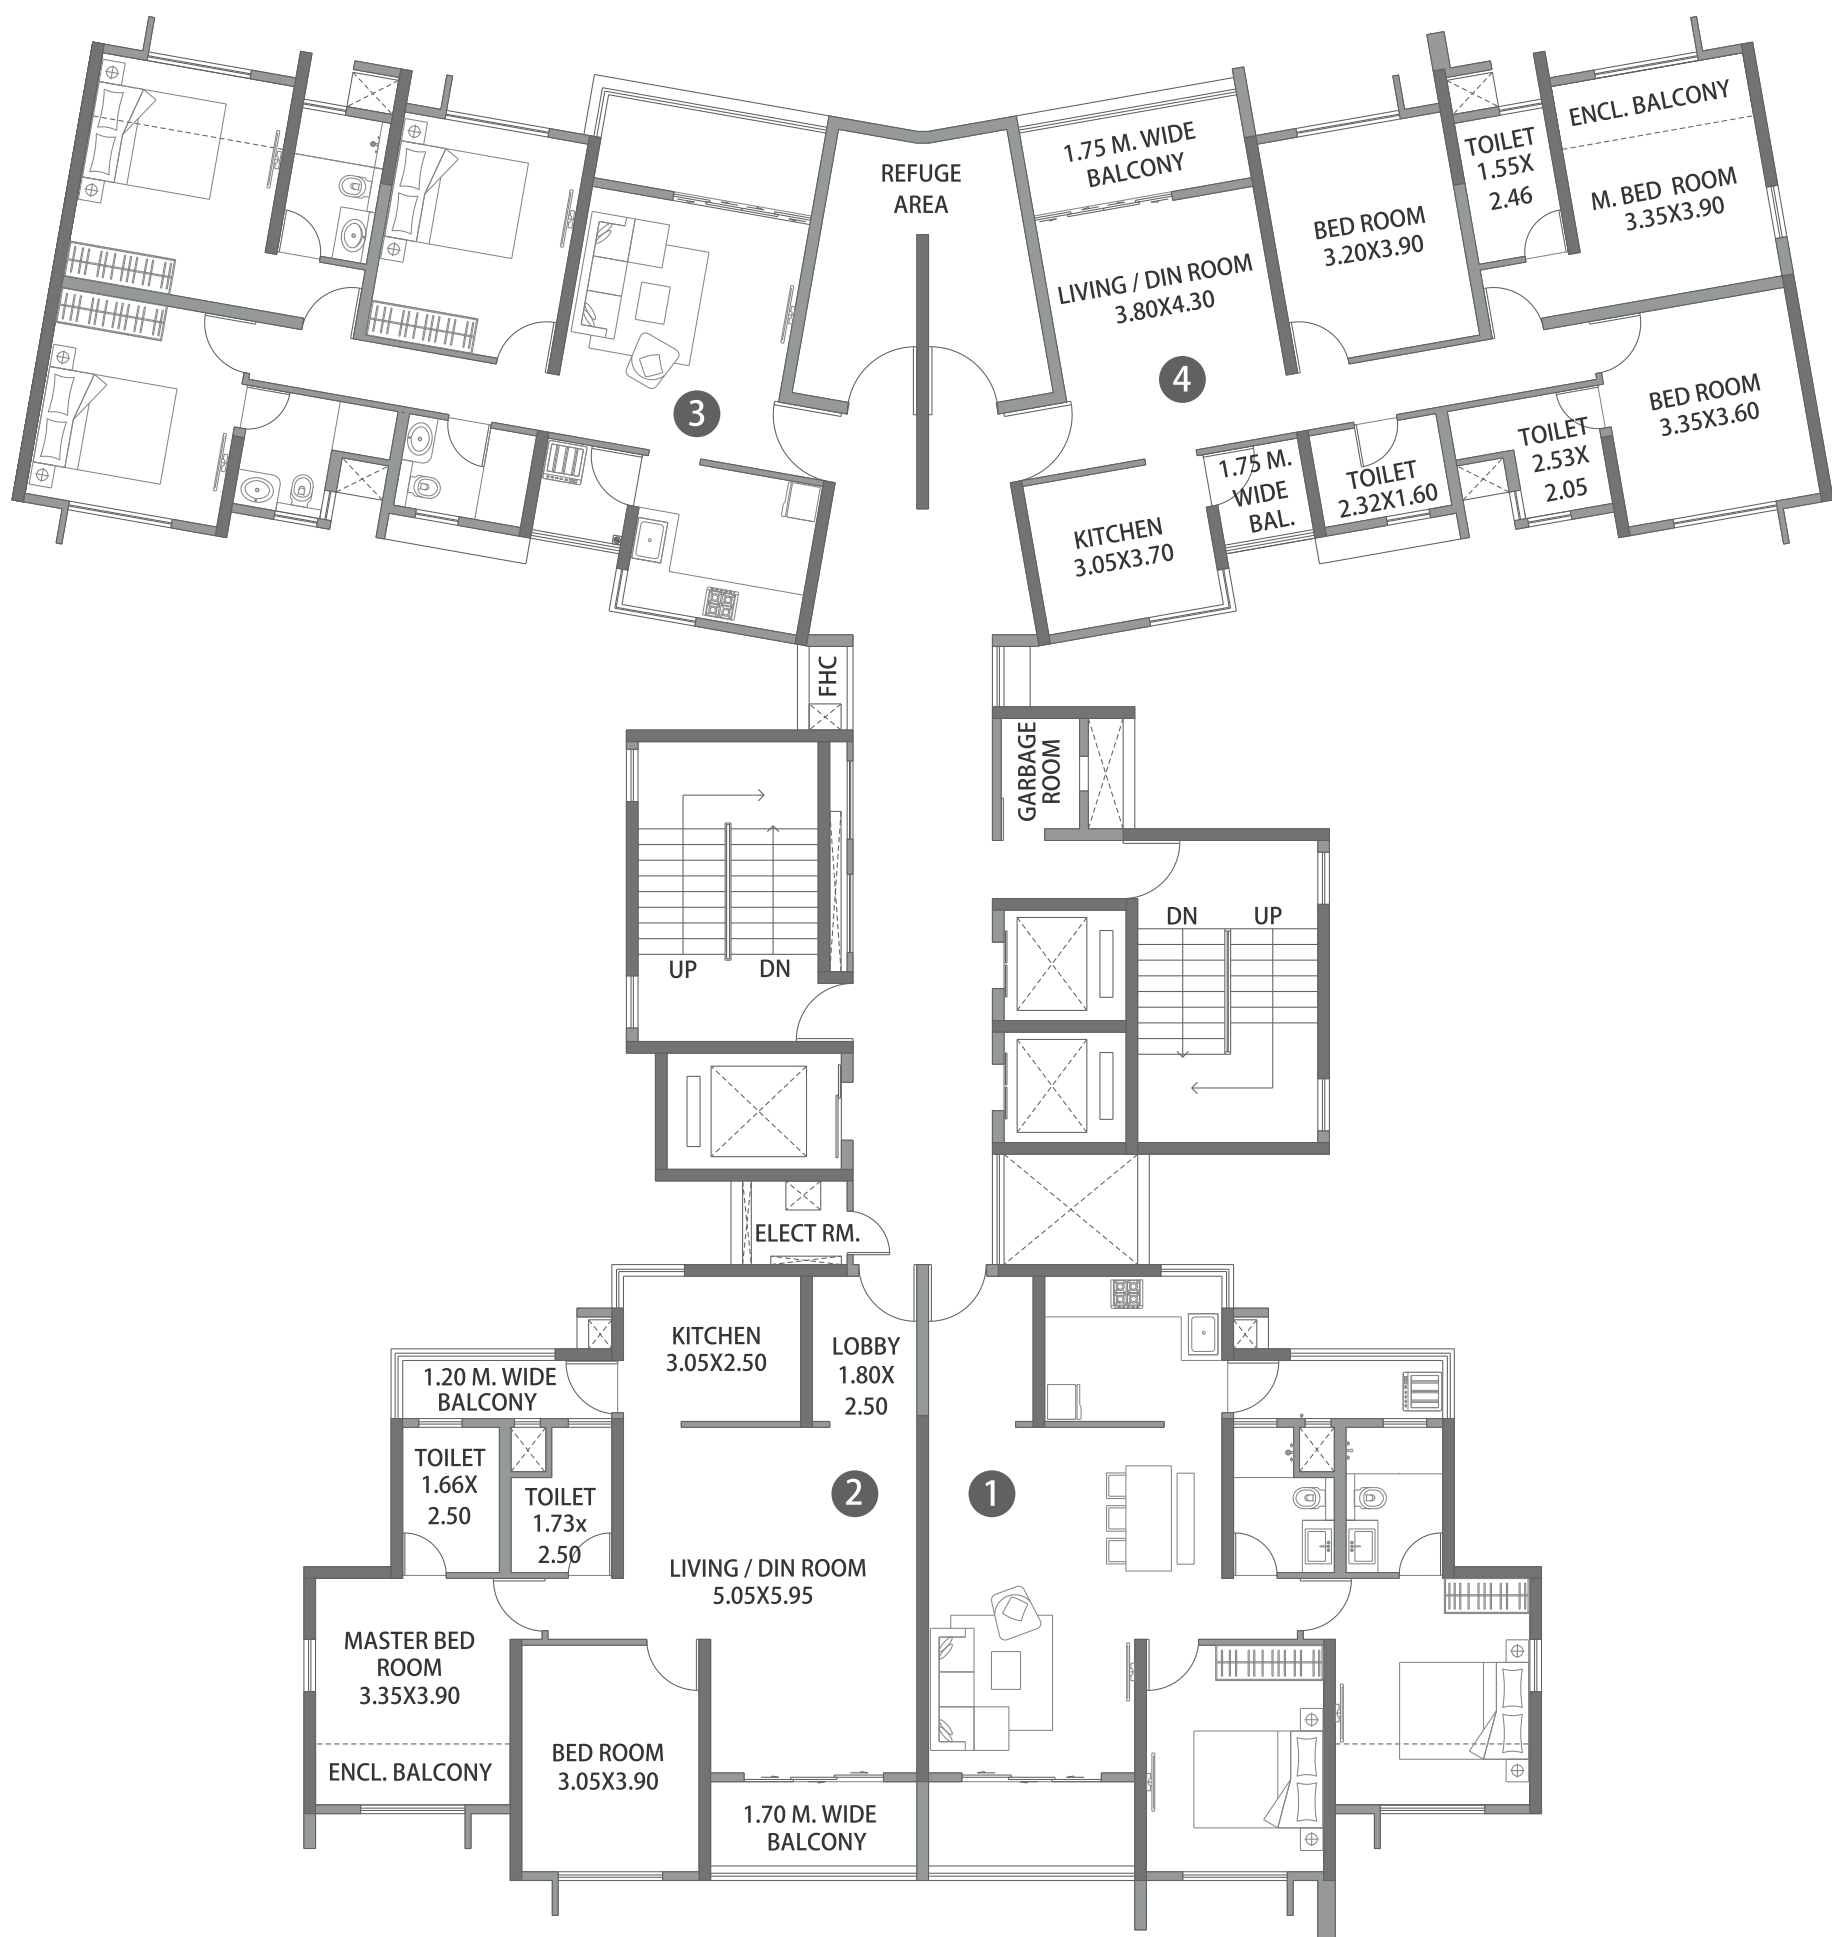 REFUGE
AREA
1.75 M. WIDE
BALCONY
LIVING / DIN ROOM
3.80X4.30
4
BED ROOM
3.20X3.90
TOILET
1.55X
2.46
ENCL. BALCONY
M. BED ROOM
3.35X3.90
BED ROOM
3.35X3.60
TOILET
2.53X
2.05
TOILET
2.32X1.60
1.75 M.
WIDE
BAL.
KITCHEN
3.05X3.70
3
FHC
GARBAGE
ROOM
UP
DN
DN
UP
ELECT RM.
KITCHEN
3.05X2.50
LOBBY
1.80X
2.50
1.20 M. WIDE
BALCONY
TOILET
1.66X
2.50
TOILET
1.73x
2.50
2
1
LIVING / DIN ROOM
5.05X5.95
MASTER BED
ROOM
3.35X3.90
ENCL. BALCONY
BED ROOM
3.05X3.90
1.70 M. WIDE
BALCONY